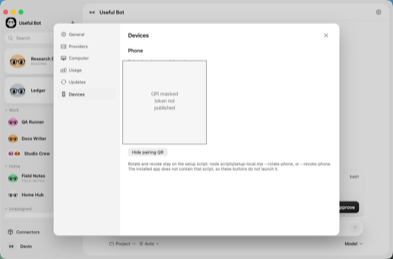 Useful Bot
Useful Bot
Search
Research
Ledger
Work
QA Runner
Docs Writer
Studio Crew
Home
Field Notes
Home Hub
Unassigned
Connectors
Devin
General
Providers
Computer
Usage
Updates
Devices
Devices
Phone
QR masked
token not
published
Hide pairing QR
Rotate and revoke stay on the setup script: node scripts/setup-local.mjs --rotate-phone, or --revoke-phone.
The installed app does not contain that script, so these buttons do not launch it.
Approve
Project
Auto
Model